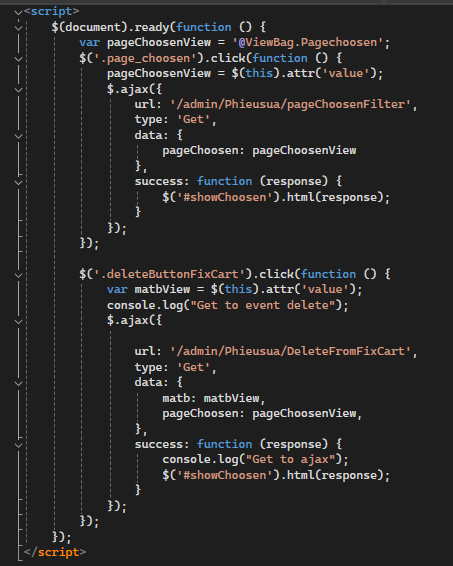 <script>
$(document).ready(function () {
var pageChoosenView = '@ViewBag.Pagechoosen';
$('.page_choosen').click(function () {
pageChoosenView = $(this).attr('value');
$.ajax({
url: '/admin/Phieusua/pageChoosenFilter',
type: 'Get',
data: {
pageChoosen: pageChoosenView
},
success: function (response) {
$('#showChoosen').html(response);
}
});
});
$('.deleteButtonFixCart').click(function () {
var matbView = $(this).attr('value');
console.log("Get to event delete");
$.ajax({
url: '/admin/Phieusua/DeleteFromFixCart',
type: 'Get',
data: {
matb: matbView,
pageChoosen: pageChoosenView,
},
success: function (response) {
console.log("Get to ajax");
$('#showChoosen').html(response);
}
});
});
});
</script>